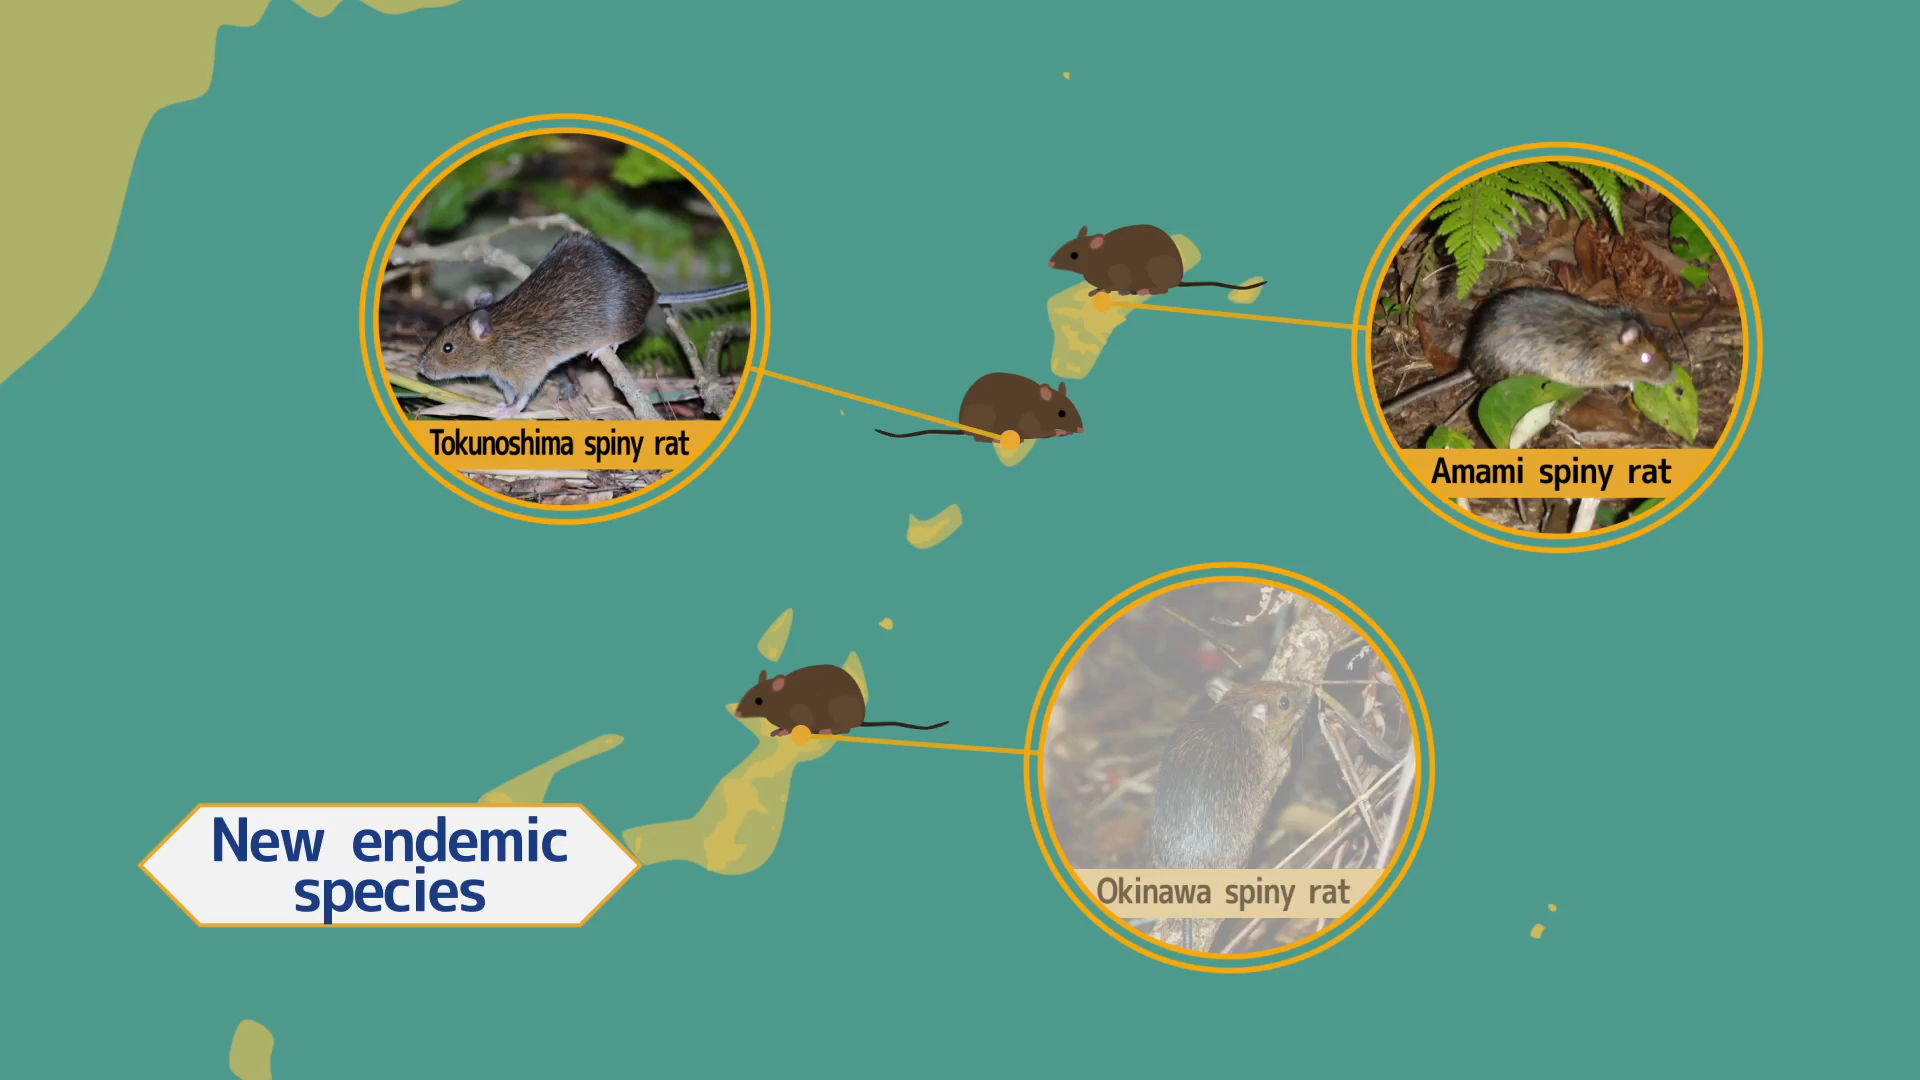 Tokunoshima spiny rat
Amami spiny rat
New endemic
species
Okinawa spiny rat